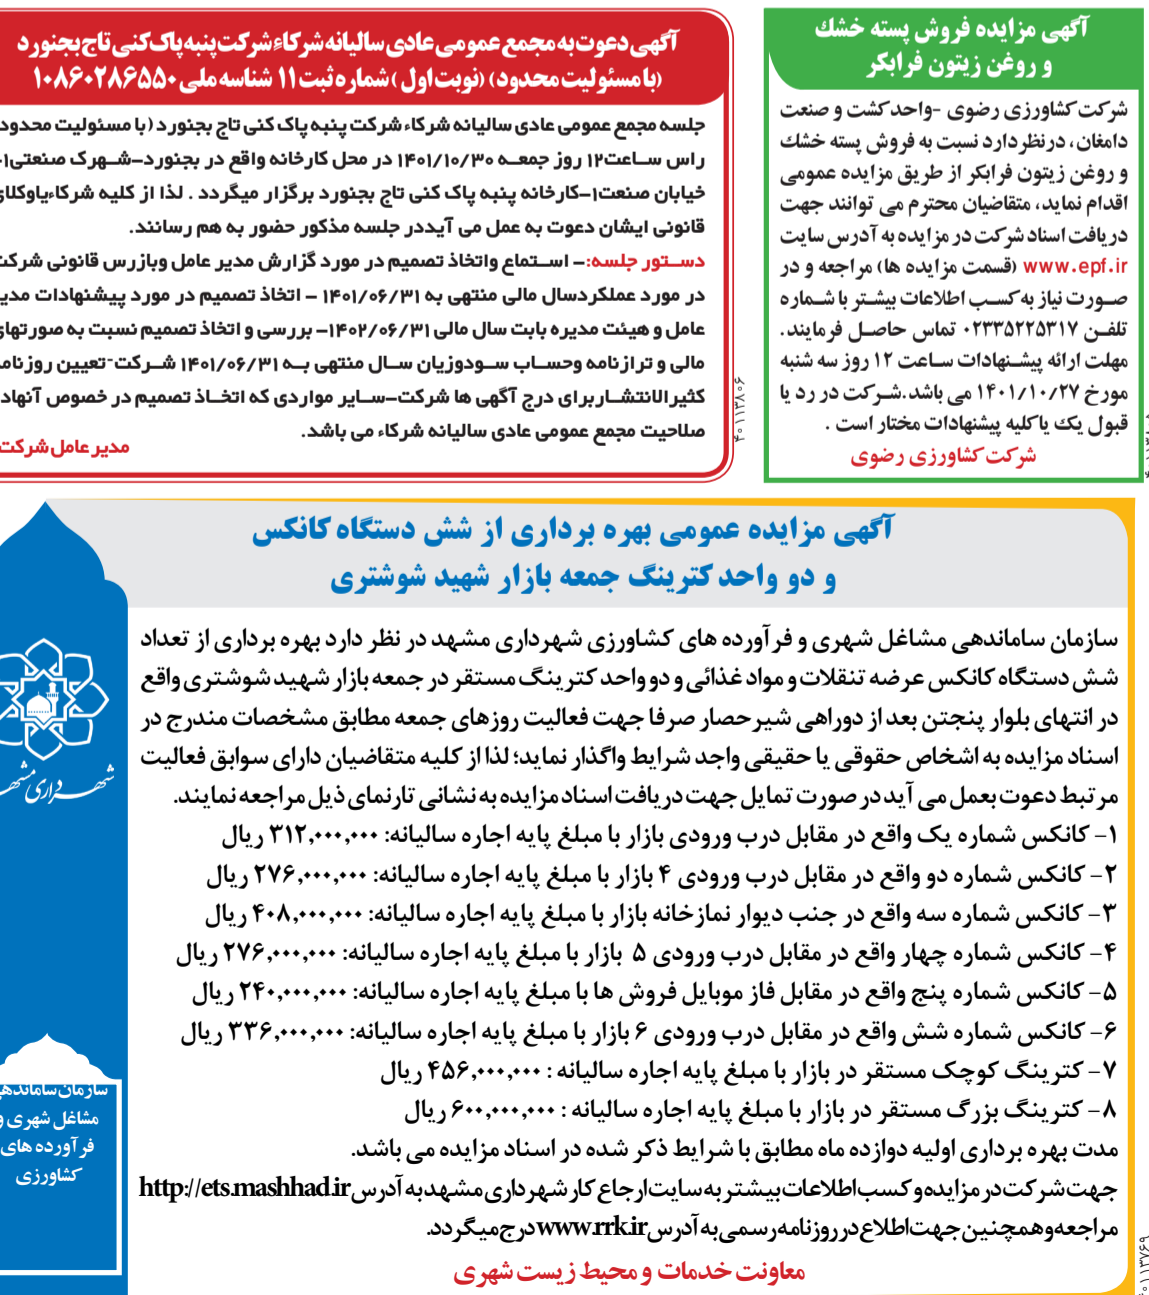 آگهی مزایده فروش پسته خشك
و روغن زیتون فرابکر
شرکت کشاورزی رضوی -واحد کشت و صنعت
دامغان، درنظر دارد نسبت به فروش پسته خشك
و روغن زیتون فرابکر از طریق مزایده عمومی
اقدام نماید، متقاضیان محترم می توانند جهت
دریافت اسناد شرکت در مزایده به آدرس سایت
www.epf.ir (قسمت مزایده ها) مراجعه و در
صورت نیاز به کسب اطلاعات بیشتر با شماره
تلفن ۰۲۳۳۵۲۲۵۳۱۷ تماس حاصل فرمایند.
مهلت ارائه پیشنهادات ساعت ۱۲ روز سه شنبه
مورخ ۱۴۰۱/۱۰/۲۷ می باشد.شرکت در رد یا
قبول یك یاکلیه پیشنهادات مختار است .
شرکت کشاورزی رضوی
آگهی دعوت به مجمع عمومی عادی سالیانه شرکاء شرکت پنبه پاک کنی تاج بجنورد
(با مسئولیت محدود) (نوبت اول ) شماره ثبت ۱۱ شناسه ملی ۱۰۸۶۰۲۸۶۵۵۰
جلسه مجمع عمومی عادی سالیانه شرکاء شرکت پنبه پاک کنی تاج بجنورد (با مسئولیت محدود
راس ساعت۱۲ روز جمعه ۱۴۰۱/۱۰/۳۰ در محل کارخانه واقع در بجنورد–شهرک صنعتی۱-
خیابان صنعت۱–کارخانه پنبه پاک کنی تاج بجنورد برگزار میگردد . لذا از کلیه شرکاءیاوکلای
قانونی ایشان دعوت به عمل می آیددر جلسه مذکور حضور به هم رسانند.
دستور جلسه:– استماع واتخاذ تصمیم در مورد گزارش مدیر عامل وبازرس قانونی شرکت
در مورد عملکردسال مالی منتهی به ۱۴۰۱/۰۶/۳۱ – اتخاذ تصمیم در مورد پیشنهادات مدیر
عامل و هیئت مدیره بابت سال مالی ۱۴۰۲/۰۶/۳۱– بررسی و اتخاذ تصمیم نسبت به صورتهای
مالی و ترازنامه وحساب سودوزیان سال منتهی به ۱۴۰۱/۰۶/۳۱ شرکت-تعیین روزنامه
کثیرالانتشاربرای درج آگهی ها شرکت–سایر مواردی که اتخاذ تصمیم در خصوص آنهادر
صلاحیت مجمع عمومی عادی سالیانه شرکاء می باشد.
مدیر عامل شرکت
۴۰۱۱۳۸۰۶
آگهی مزایده عمومی بهره برداری از شش دستگاه کانکس
و دو واحد کترینگ جمعه بازار شهید شوشتری
سازمان ساماندهی مشاغل شهری و فرآورده های کشاورزی شهرداری مشهد در نظر دارد بهره برداری از تعداد
شش دستگاه کانکس عرضه تنقلات و مواد غذائی و دو واحد کترینگ مستقر در جمعه بازار شهید شوشتری واقع
در انتهای بلوار پنجتن بعد از دوراهی شیرحصار صرفا جهت فعالیت روزهای جمعه مطابق مشخصات مندرج در
اسناد مزایده به اشخاص حقوقی یا حقیقی واجد شرایط واگذار نماید؛ لذا از کلیه متقاضیان دارای سوابق فعالیت
مرتبط دعوت بعمل می آید در صورت تمایل جهت دریافت اسناد مزایده به نشانی تارنمای ذیل مراجعه نمایند.
۱- کانکس شماره یک واقع در مقابل درب ورودی بازار با مبلغ پایه اجاره سالیانه: ۳۱۲,۰۰۰,۰۰۰ ریال
۲- کانکس شماره دو واقع در مقابل درب ورودی ۴ بازار با مبلغ پایه اجاره سالیانه: ۲۷۶,۰۰۰,۰۰۰ ریال
۳- کانکس شماره سه واقع در جنب دیوار نمازخانه بازار با مبلغ پایه اجاره سالیانه: ۴۰۸,۰۰۰,۰۰۰ ریال
۴- کانکس شماره چهار واقع در مقابل درب ورودی ۵ بازار با مبلغ پایه اجاره سالیانه: ۲۷۶,۰۰۰,۰۰۰ ریال
۵- کانکس شماره پنج واقع در مقابل فاز موبایل فروش ها با مبلغ پایه اجاره سالیانه: ۲۴۰,۰۰۰,۰۰۰ ریال
۶- کانکس شماره شش واقع در مقابل درب ورودی ۶ بازار با مبلغ پایه اجاره سالیانه: ۳۳۶,۰۰۰,۰۰۰ ریال
۷- کترینگ کوچک مستقر در بازار با مبلغ پایه اجاره سالیانه : ۴۵۶,۰۰۰,۰۰۰ ریال
۸- کترینگ بزرگ مستقر در بازار با مبلغ پایه اجاره سالیانه : ۶۰۰,۰۰۰,۰۰۰ ریال
مدت بهره برداری اولیه دوازده ماه مطابق با شرایط ذکر شده در اسناد مزایده می باشد.
جهت شرکت در مزایده و کسب اطلاعات بیشتر به سایت ارجاع کار شهرداری مشهد به آدرس http://ets.mashhad.ir
مراجعه و همچنین جهت اطلاع در روزنامه رسمی به آدرس www.rrk.ir درج میگردد.
معاونت خدمات و محیط زیست شهری
۴۰۱۱۳۷۶۹
شهرداری مشهد
سازمان ساماندهی
مشاغل شهری و
فرآورده های
کشاورزی